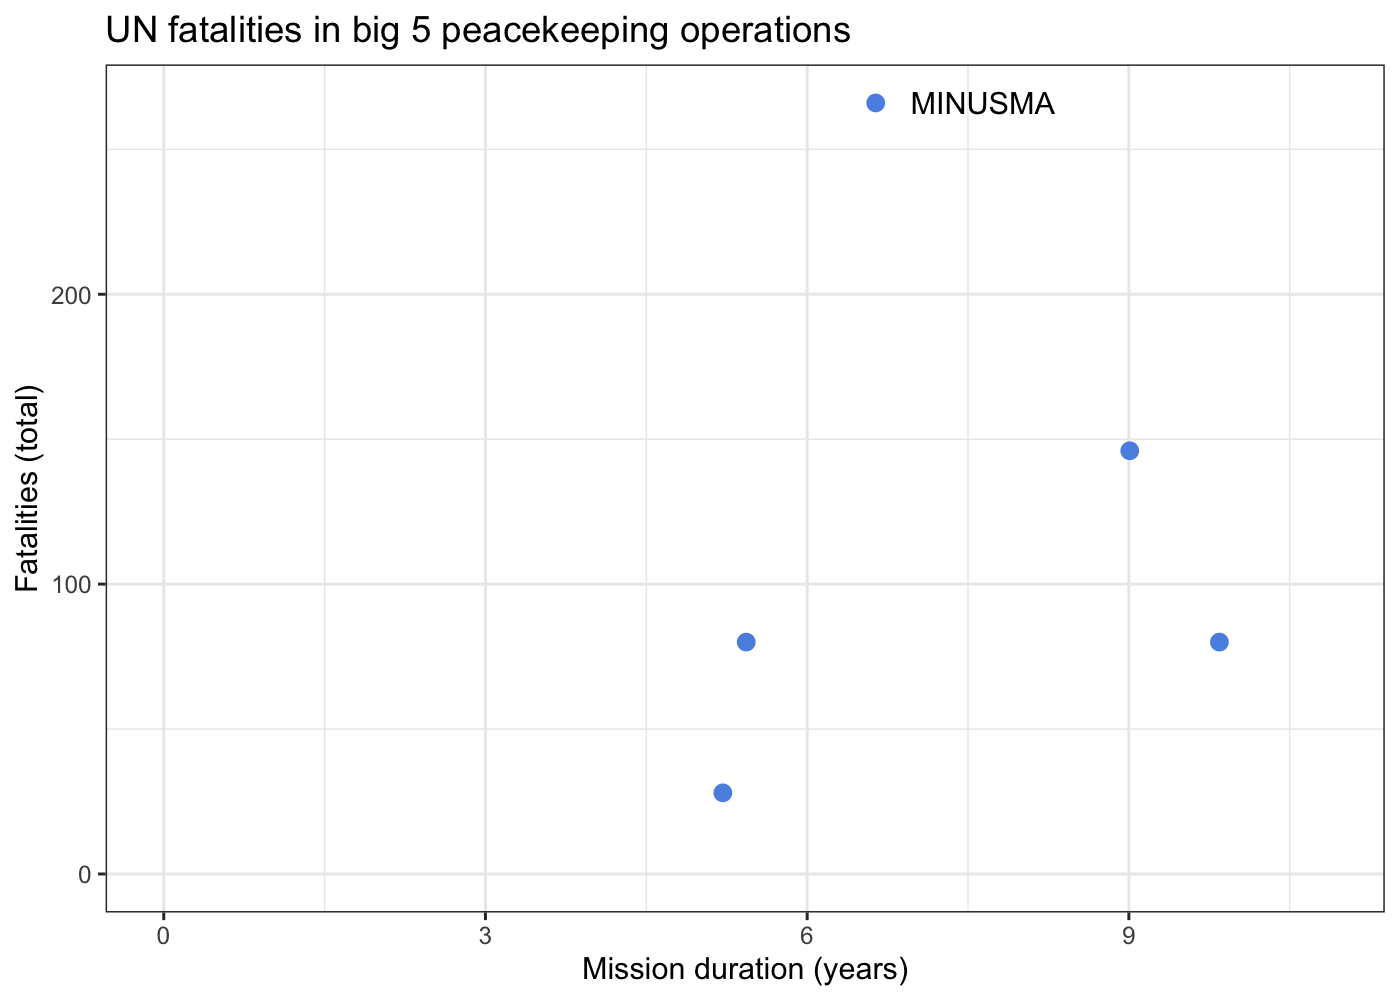 UN fatalities in big 5 peacekeeping operations
MINUSMA
200
100
0
Fatalities (total)
0 3 6 9
Mission duration (years)